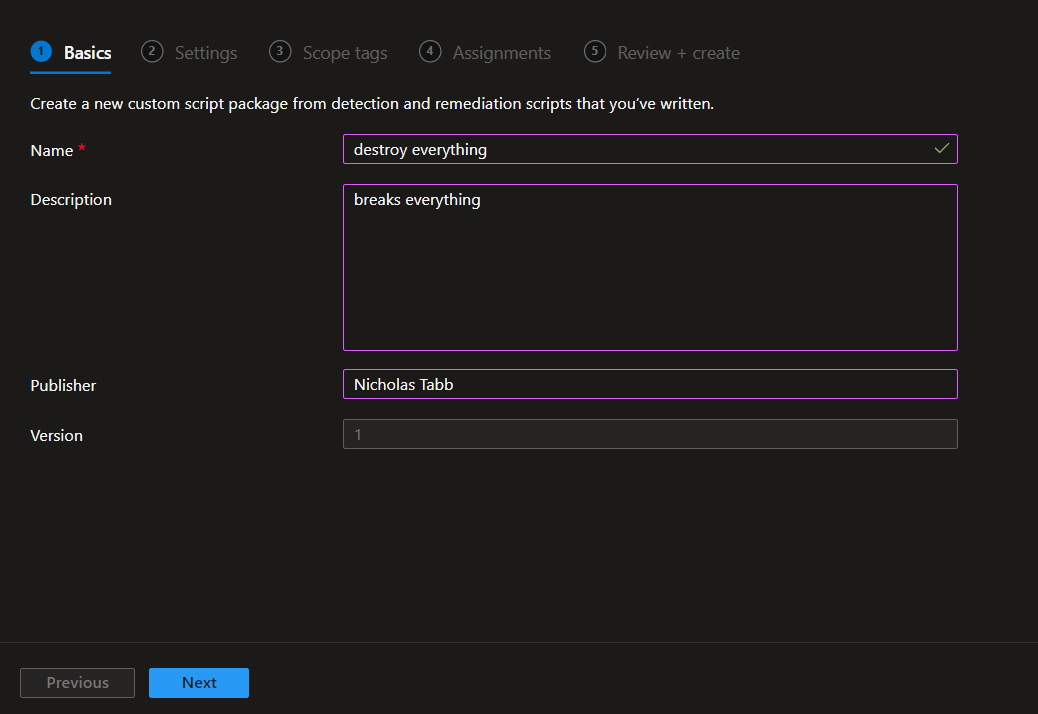 1 Basics 2 Settings 3 Scope tags 4 Assignments 5 Review + create
Create a new custom script package from detection and remediation scripts that you’ve written.
Name * destroy everything
Description breaks everything
Publisher Nicholas Tabb
Version 1
Previous Next